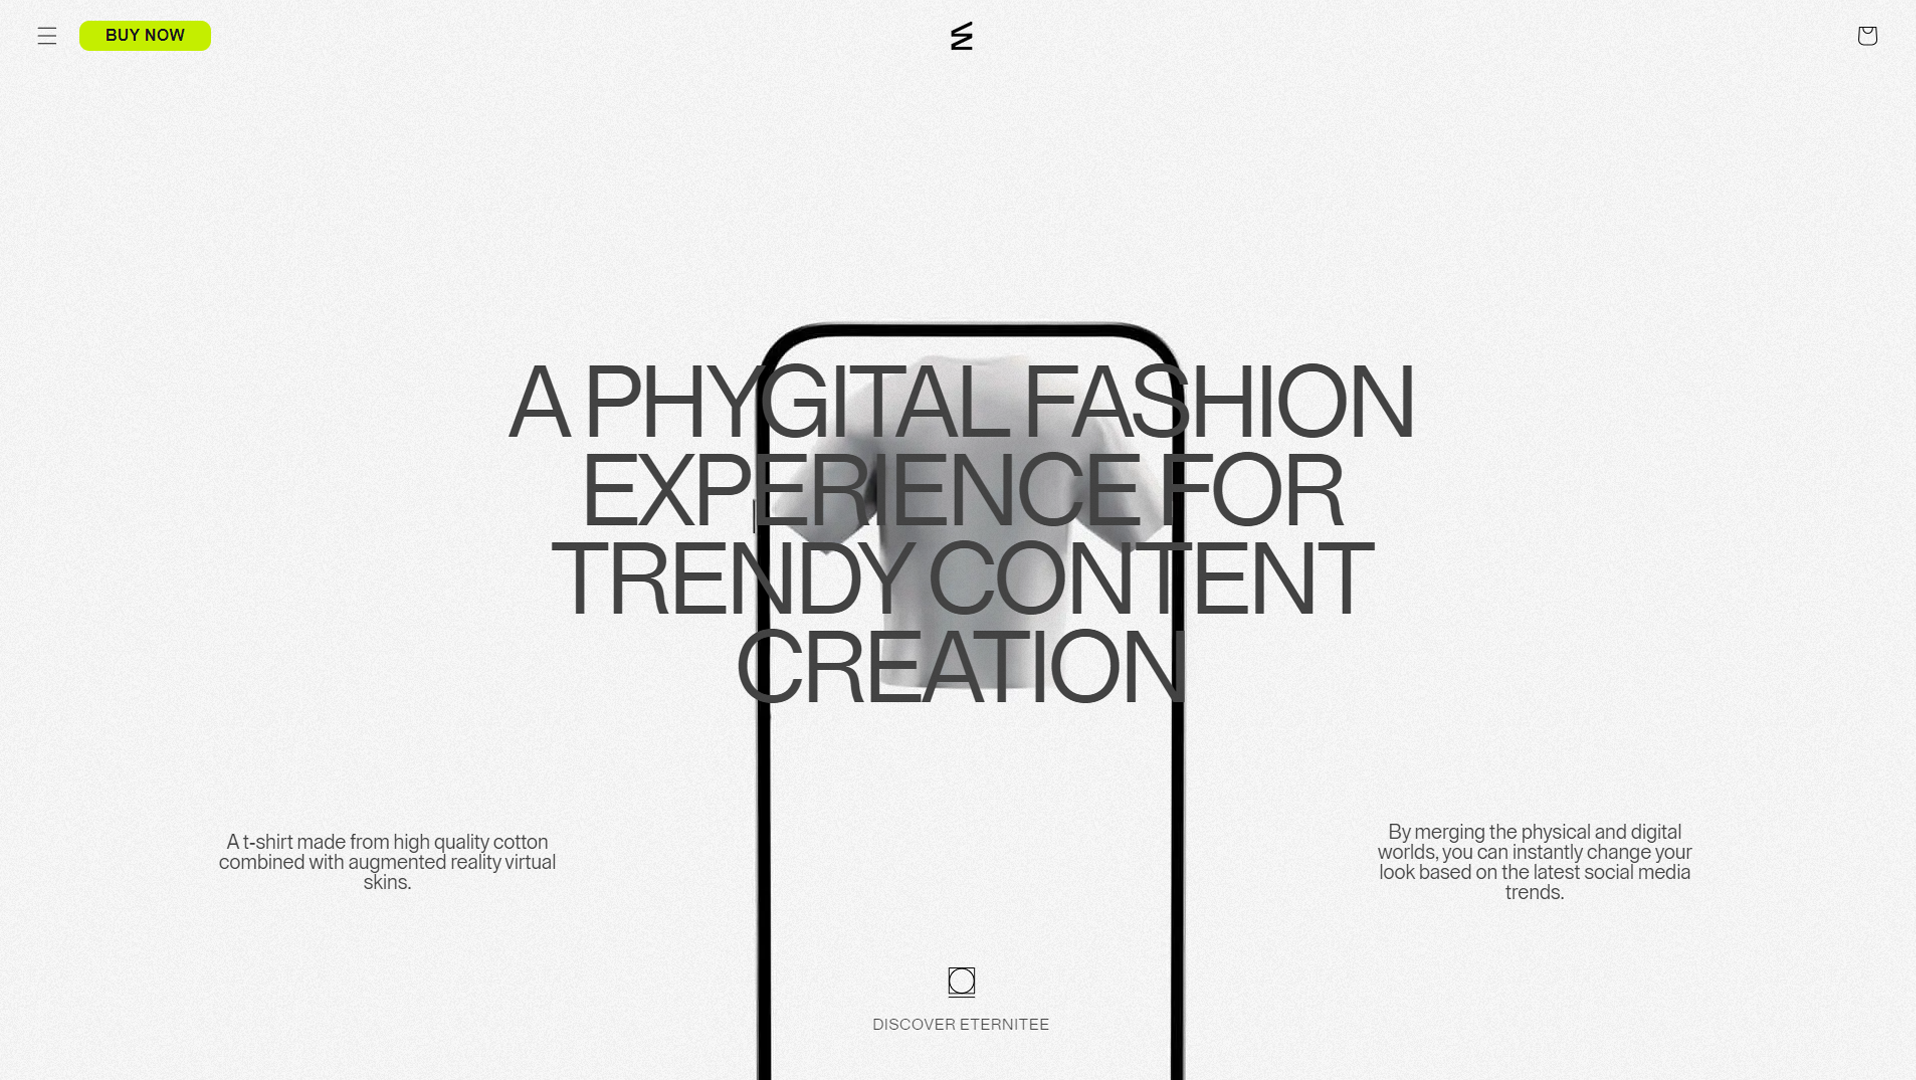 BUY NOW
A PHYGITAL FASHION
EXPERIENCE FOR
TRENDY CONTENT
CREATION
A t-shirt made from high quality cotton
combined with augmented reality virtual
skins.
By merging the physical and digital
worlds, you can instantly change your
look based on the latest social media
trends.
DISCOVER ETERNITEE